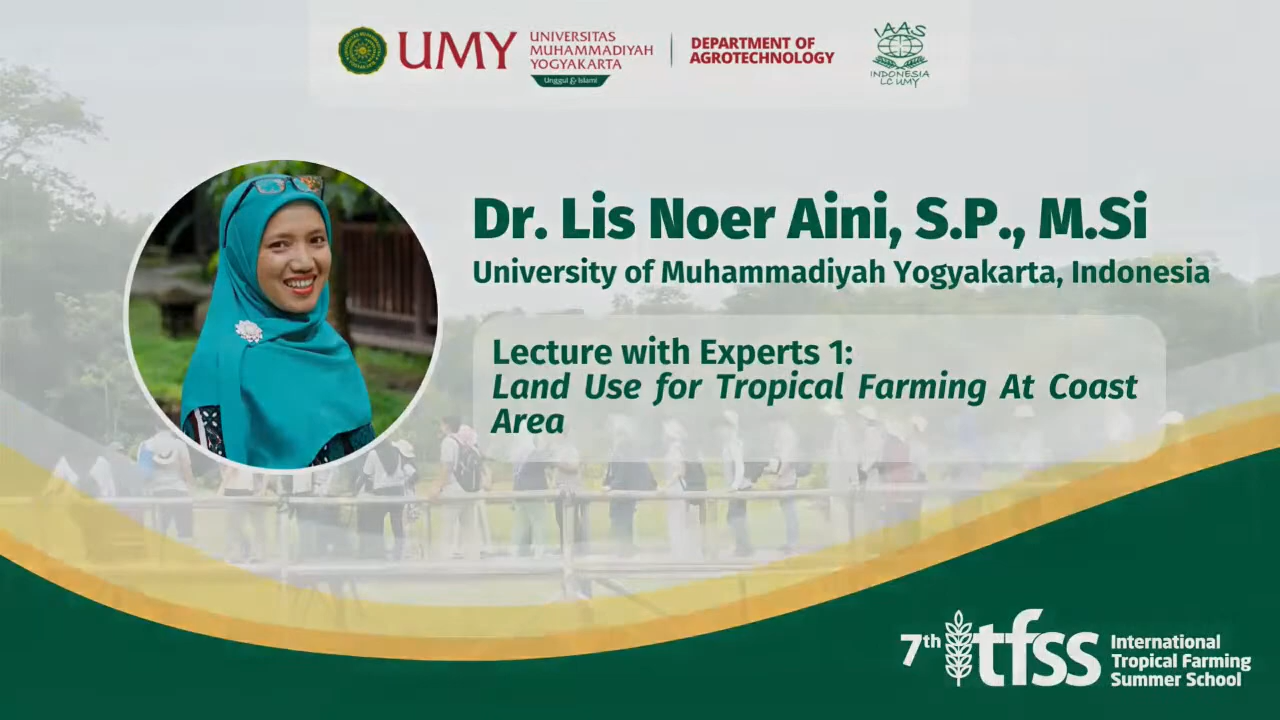 UMY
UNIVERSITAS
MUHAMMADIYAH
YOGYAKARTA
Unggul & Islami
DEPARTMENT OF
AGROTECHNOLOGY
IAAS
INDONESIA
LC UMY
Dr. Lis Noer Aini, S.P., M.Si
University of Muhammadiyah Yogyakarta, Indonesia
Lecture with Experts 1:
Land Use for Tropical Farming At Coast
Area
7th tfss
International
Tropical Farming
Summer School